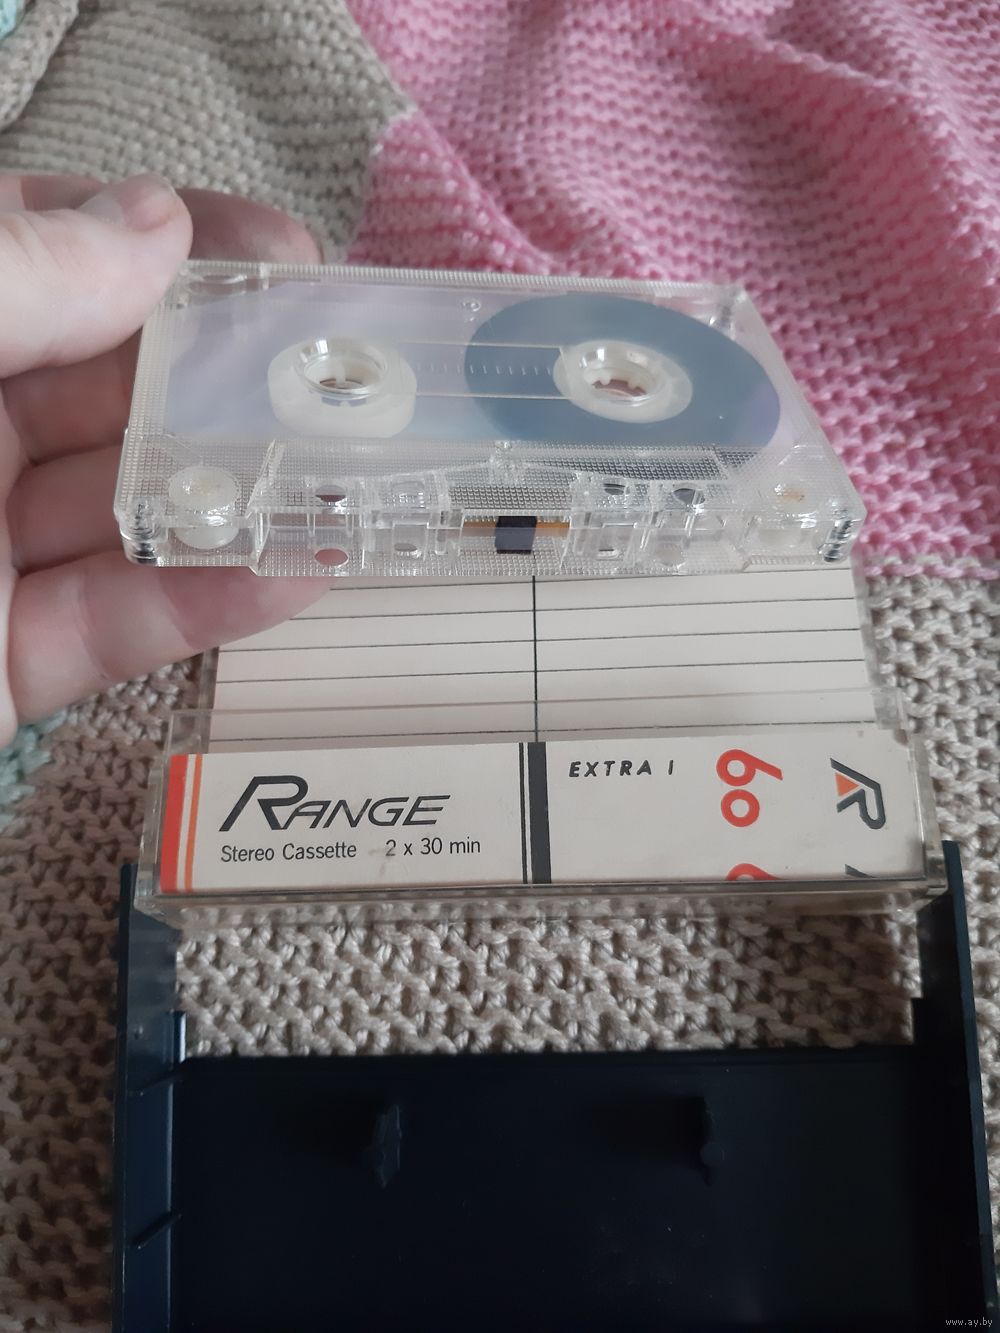 RANGE
Stereo Cassette 2 x 30 min
EXTRA I
60
R
www.ay.by